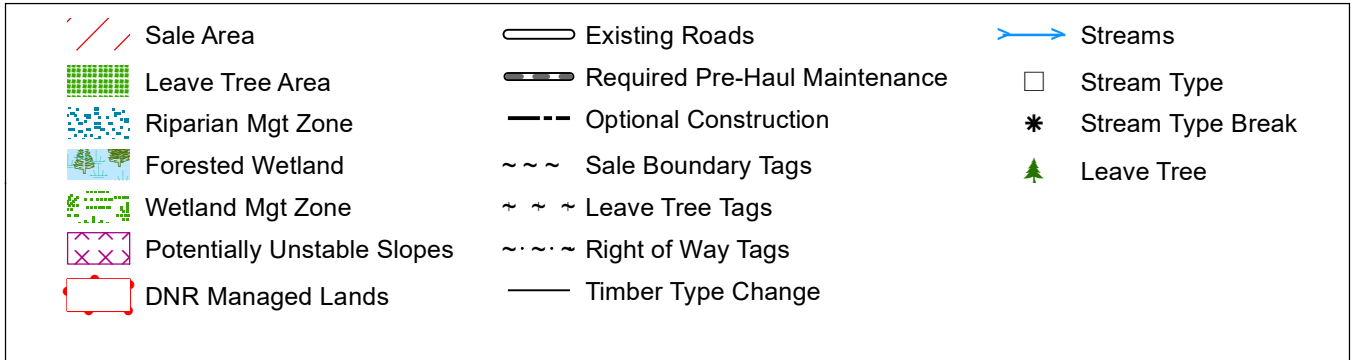 Sale Area
Leave Tree Area
Riparian Mgt Zone
Forested Wetland
Wetland Mgt Zone
Potentially Unstable Slopes
DNR Managed Lands
Existing Roads
Required Pre-Haul Maintenance
Optional Construction
Sale Boundary Tags
Leave Tree Tags
Right of Way Tags
Timber Type Change
Streams
Stream Type
Stream Type Break
Leave Tree